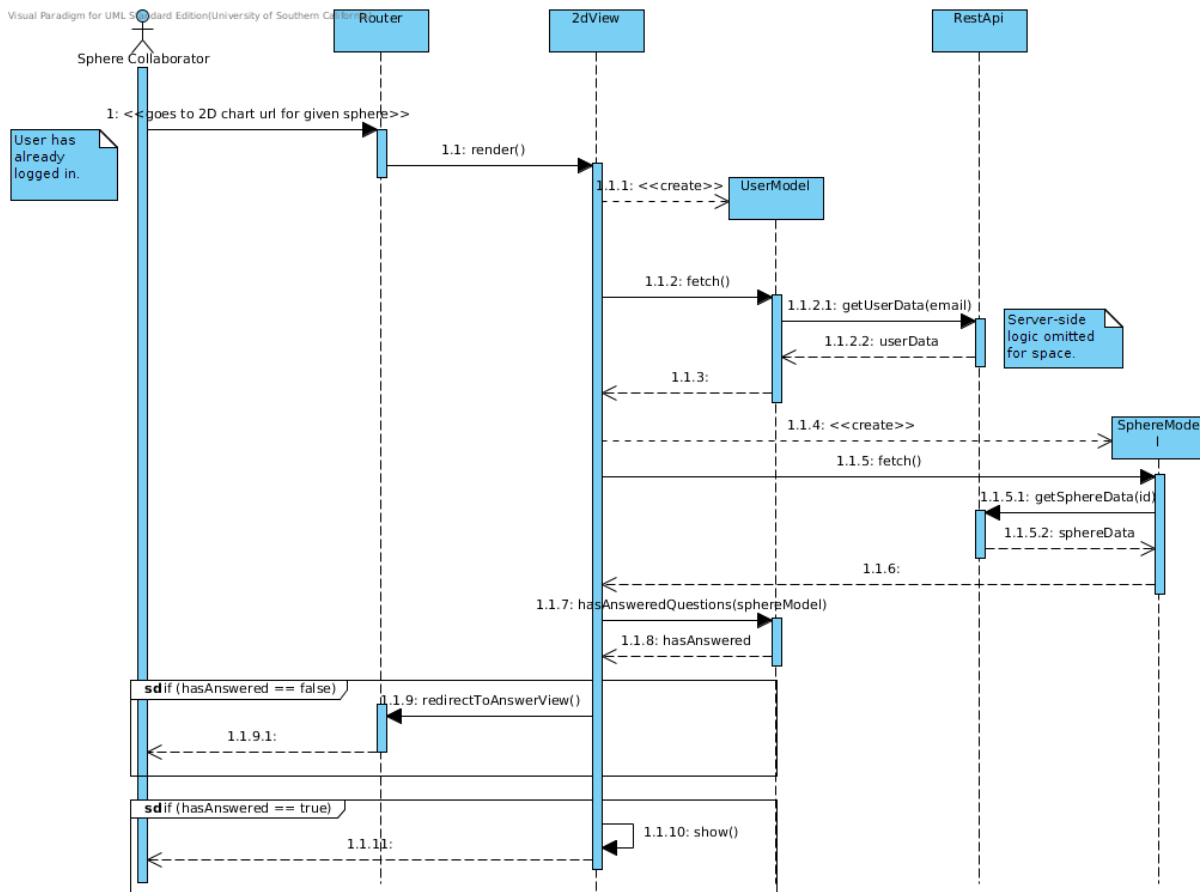 Visual Paradigm for UML Standard Edition(University of Southern California)
Router
2dView
RestApi
Sphere Collaborator
1: <<goes to 2D chart url for given sphere>>
User has
already
logged in.
1.1: render()
1.1.1: <<create>>
UserModel
1.1.2: fetch()
1.1.2.1: getUserData(email)
Server-side
logic omitted
for space.
1.1.2.2: userData
1.1.3:
1.1.4: <<create>>
SphereMode
l
1.1.5: fetch()
1.1.5.1: getSphereData(id)
1.1.5.2: sphereData
1.1.6:
1.1.7: hasAnsweredQuestions(sphereModel)
1.1.8: hasAnswered
sd if (hasAnswered == false)
1.1.9: redirectToAnswerView()
1.1.9.1:
sd if (hasAnswered == true)
1.1.10: show()
1.1.11: